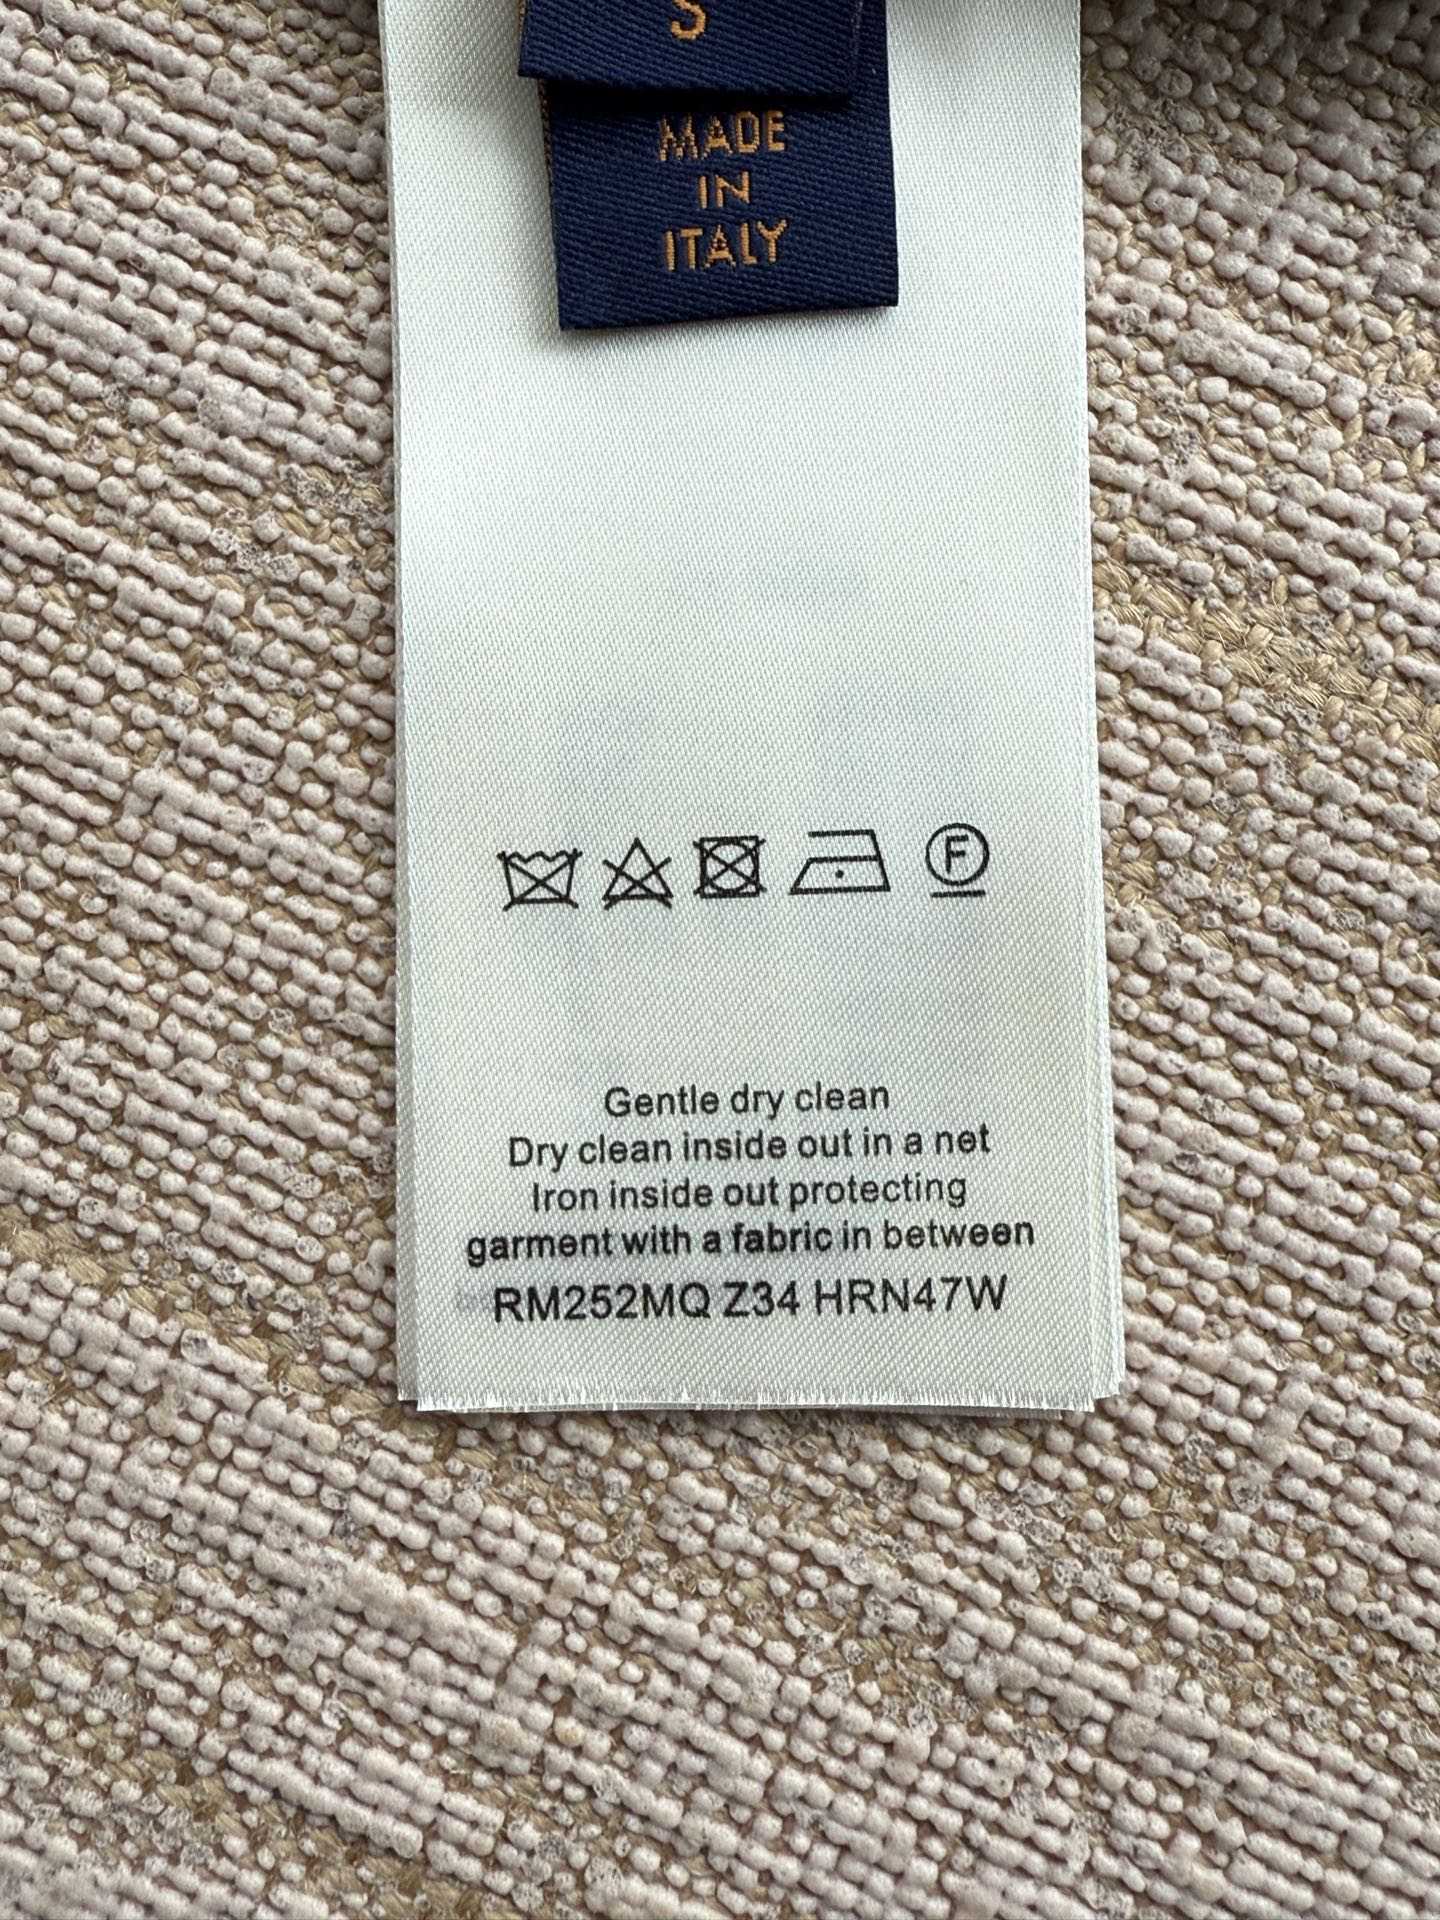 S
MADE
IN
ITALY
F
Gentle dry clean
Dry clean inside out in a net
Iron inside out protecting
garment with a fabric in between
RM252MQ Z34 HRN47W